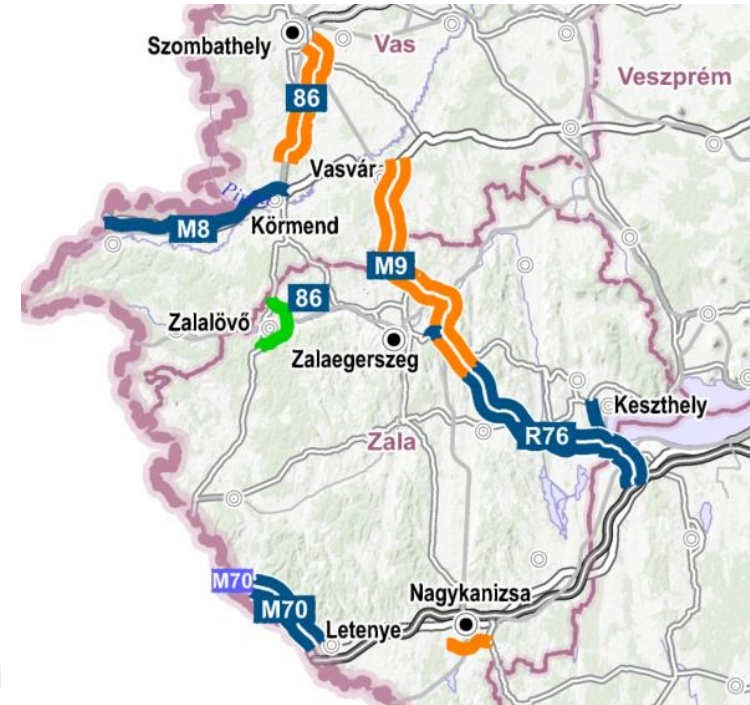 Szombathely
Vas
Veszprém
86
Vasvár
Körmend
M8
M9
86
Zalalövő
Zalaegerszeg
Keszthely
R76
Zala
M70
M70
Nagykanizsa
Letenye